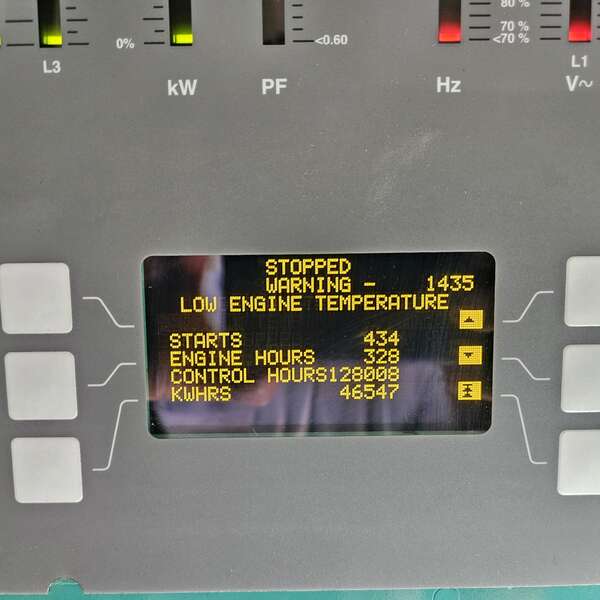 80 %
70 %
<70 %
0%
<0.60
L3
L1
kW
PF
Hz
V~
STOPPED
WARNING - 1435
LOW ENGINE TEMPERATURE
STARTS 434
ENGINE HOURS 328
CONTROL HOURS128008
KWHRS 46547